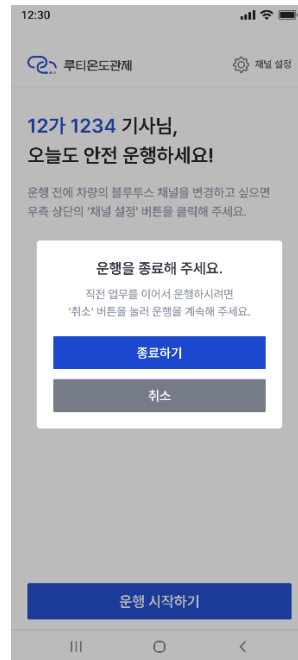 12:30
루티온도관제
채널 설정
12가 1234 기사님,
오늘도 안전 운행하세요!
운행 전에 차량의 블루투스 채널을 변경하고 싶으면
우측 상단의 '채널 설정' 버튼을 클릭해 주세요.
운행을 종료해 주세요.
직전 업무를 이어서 운행하시려면
'취소' 버튼을 눌러 운행을 계속해 주세요.
종료하기
취소
운행 시작하기